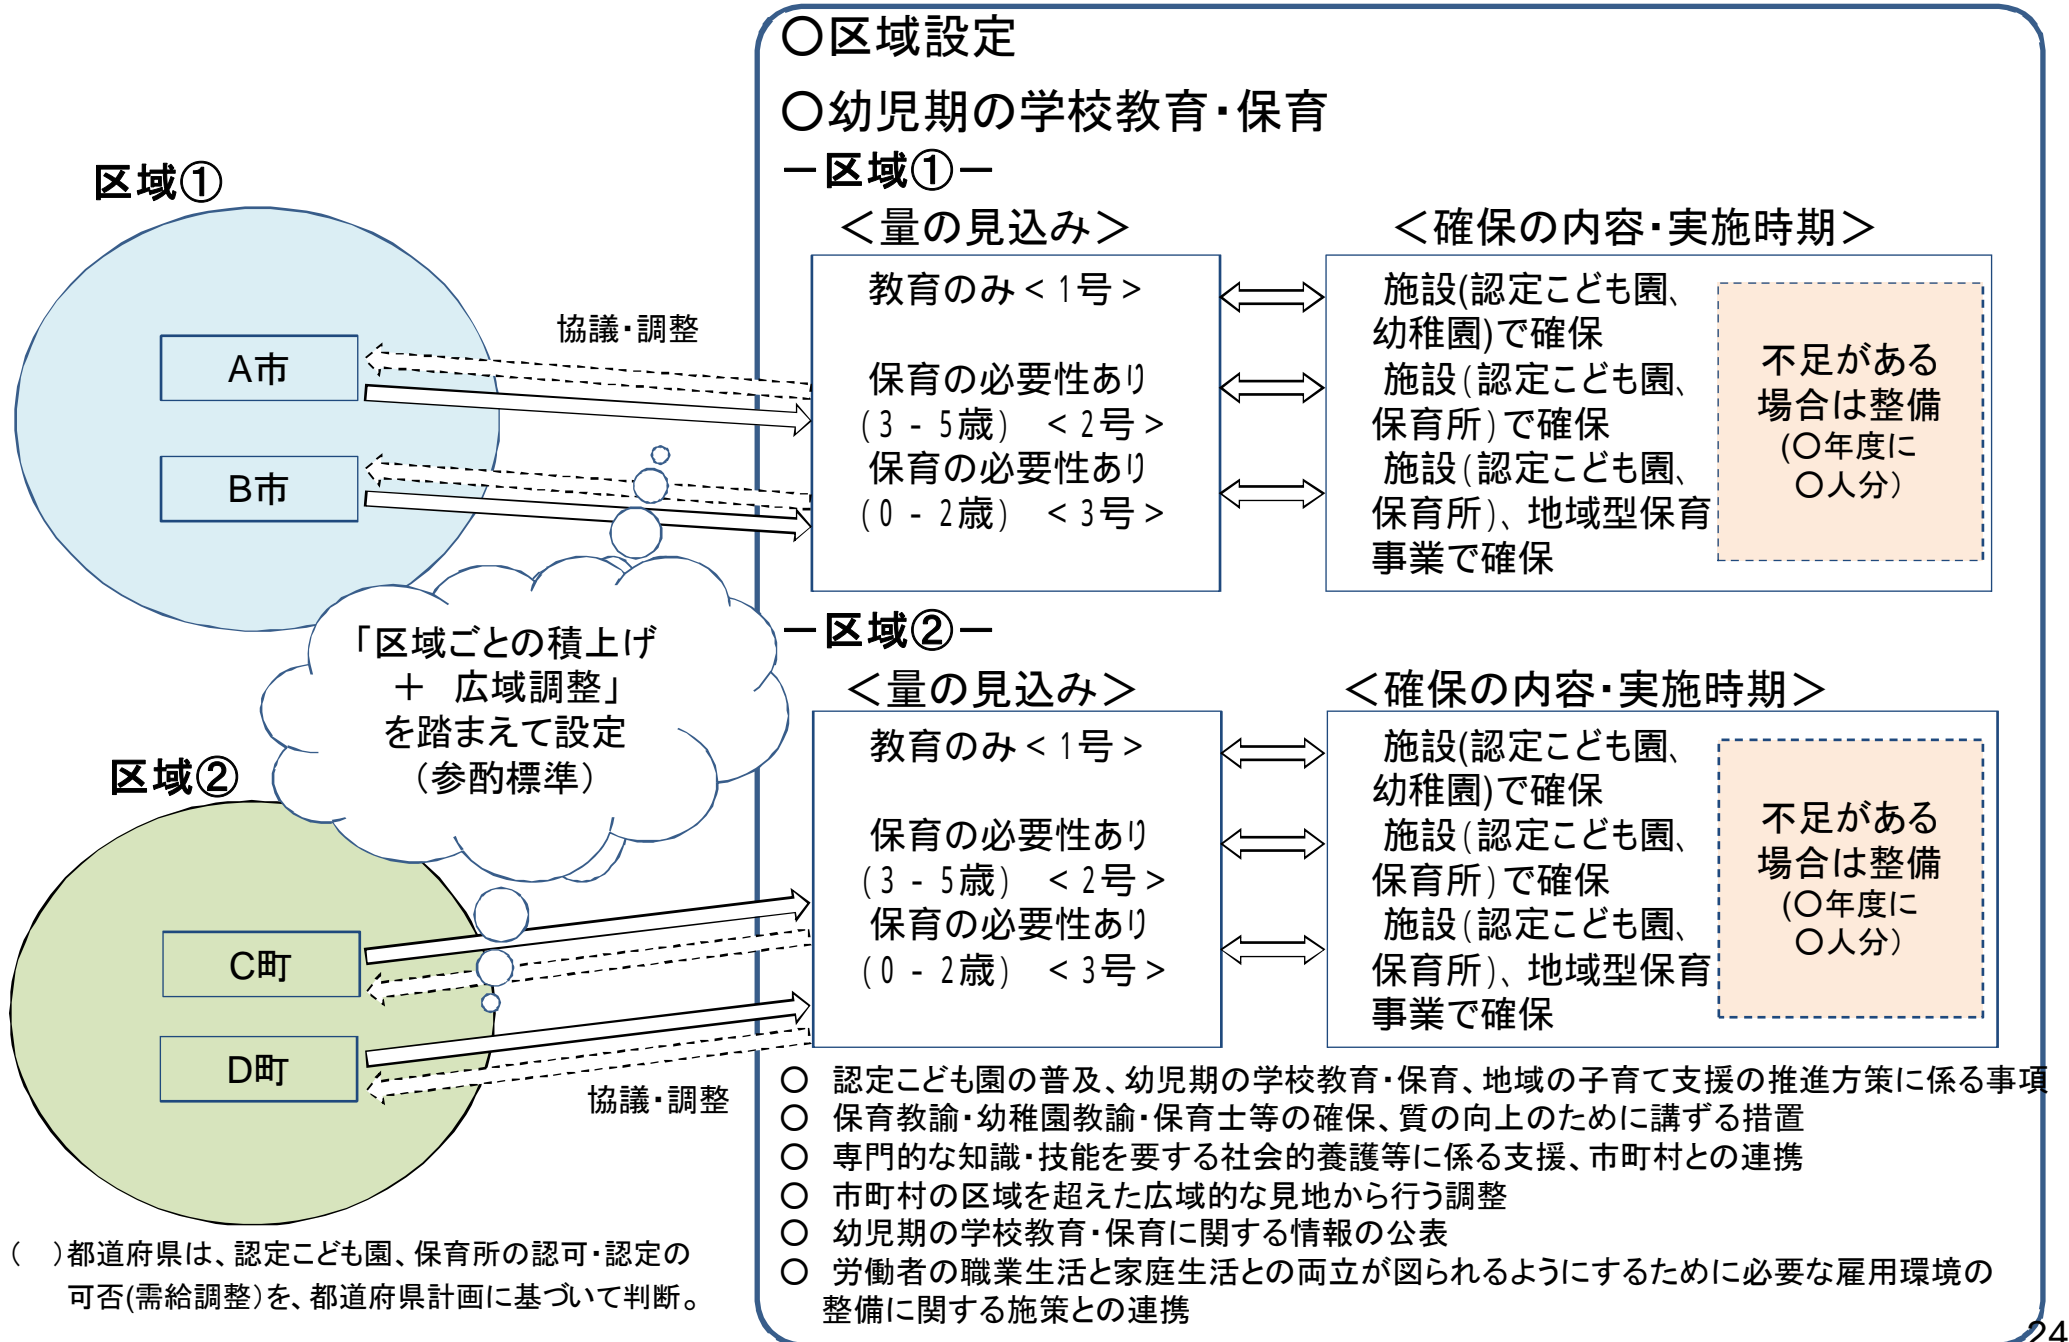 〇区域設定
〇幼児期の学校教育・保育
－区域①－
＜量の見込み＞
教育のみ＜1号＞
保育の必要性あり
(3-5歳) ＜2号＞
保育の必要性あり
(0-2歳) ＜3号＞
＜確保の内容・実施時期＞
施設(認定こども園、
幼稚園)で確保
施設(認定こども園、
保育所)で確保
施設(認定こども園、
保育所)、地域型保育
事業で確保
不足がある
場合は整備
(〇年度に
〇人分)
区域①
A市
B市
協議・調整
「区域ごとの積上げ
＋ 広域調整」
を踏まえて設定
（参酌標準）
区域②
C町
D町
協議・調整
－区域②－
＜量の見込み＞
教育のみ＜1号＞
保育の必要性あり
(3-5歳) ＜2号＞
保育の必要性あり
(0-2歳) ＜3号＞
＜確保の内容・実施時期＞
施設(認定こども園、
幼稚園)で確保
施設(認定こども園、
保育所)で確保
施設(認定こども園、
保育所)、地域型保育
事業で確保
不足がある
場合は整備
(〇年度に
〇人分)
〇 認定こども園の普及、幼児期の学校教育・保育、地域の子育て支援の推進方策に係る事項
〇 保育教諭・幼稚園教諭・保育士等の確保、質の向上のために講ずる措置
〇 専門的な知識・技能を要する社会的養護等に係る支援、市町村との連携
〇 市町村の区域を超えた広域的な見地から行う調整
〇 幼児期の学校教育・保育に関する情報の公表
〇 労働者の職業生活と家庭生活との両立が図られるようにするために必要な雇用環境の
整備に関する施策との連携
( )都道府県は、認定こども園、保育所の認可・認定の
可否(需給調整)を、都道府県計画に基づいて判断。
24